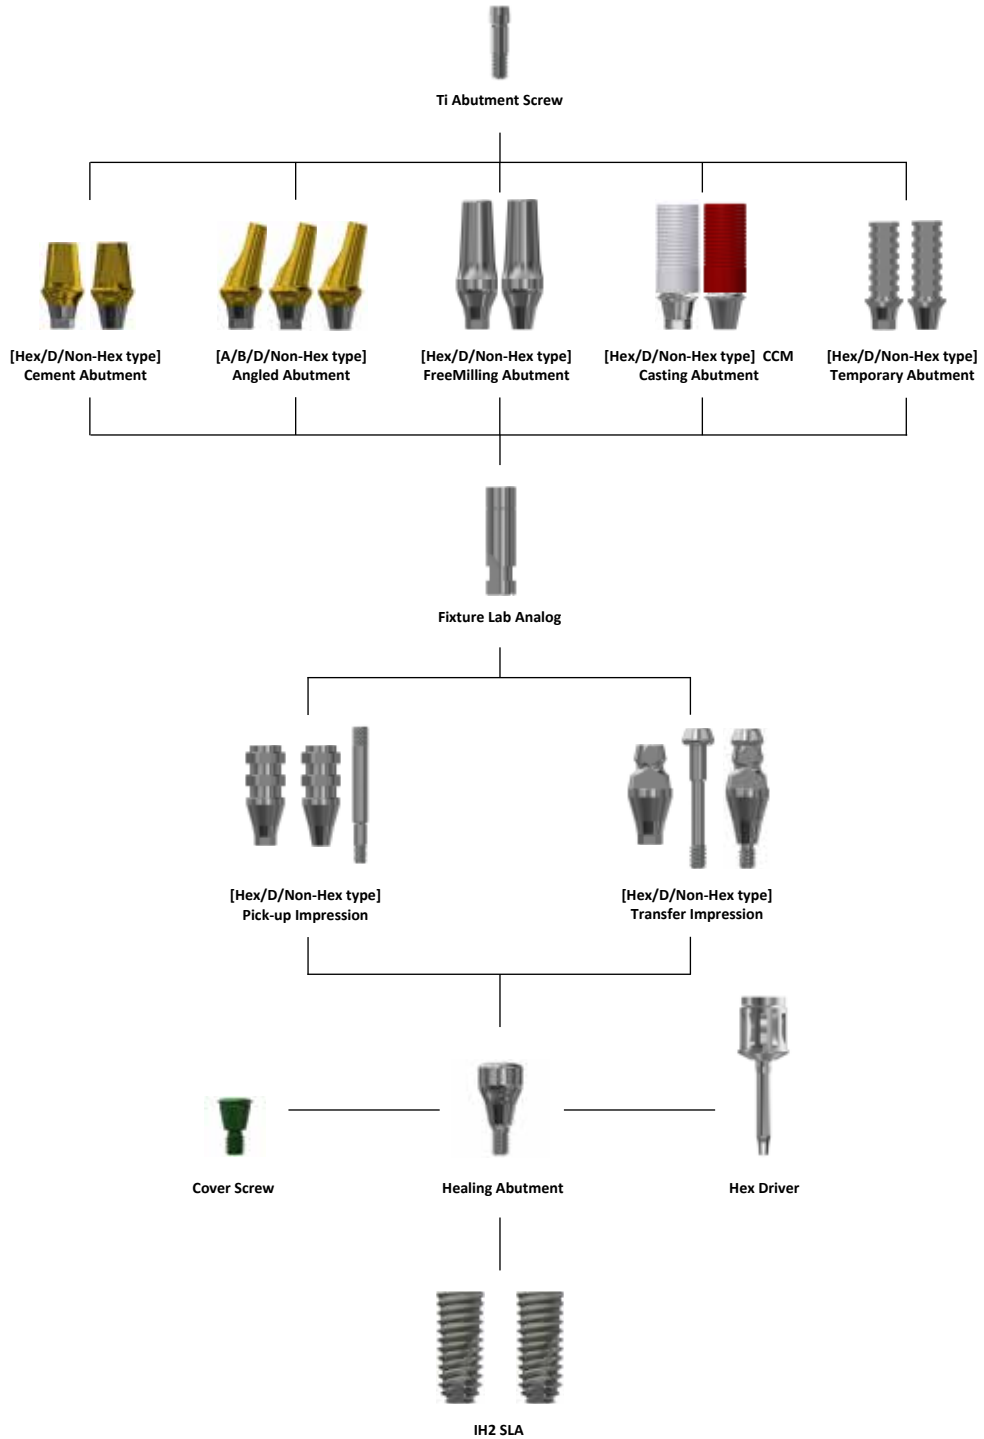 Ti Abutment Screw
[Hex/D/Non-Hex type]
Cement Abutment
[A/B/D/Non-Hex type]
Angled Abutment
[Hex/D/Non-Hex type]
FreeMilling Abutment
[Hex/D/Non-Hex type] CCM
Casting Abutment
[Hex/D/Non-Hex type]
Temporary Abutment
Fixture Lab Analog
[Hex/D/Non-Hex type]
Pick-up Impression
[Hex/D/Non-Hex type]
Transfer Impression
Cover Screw
Healing Abutment
Hex Driver
IH2 SLA